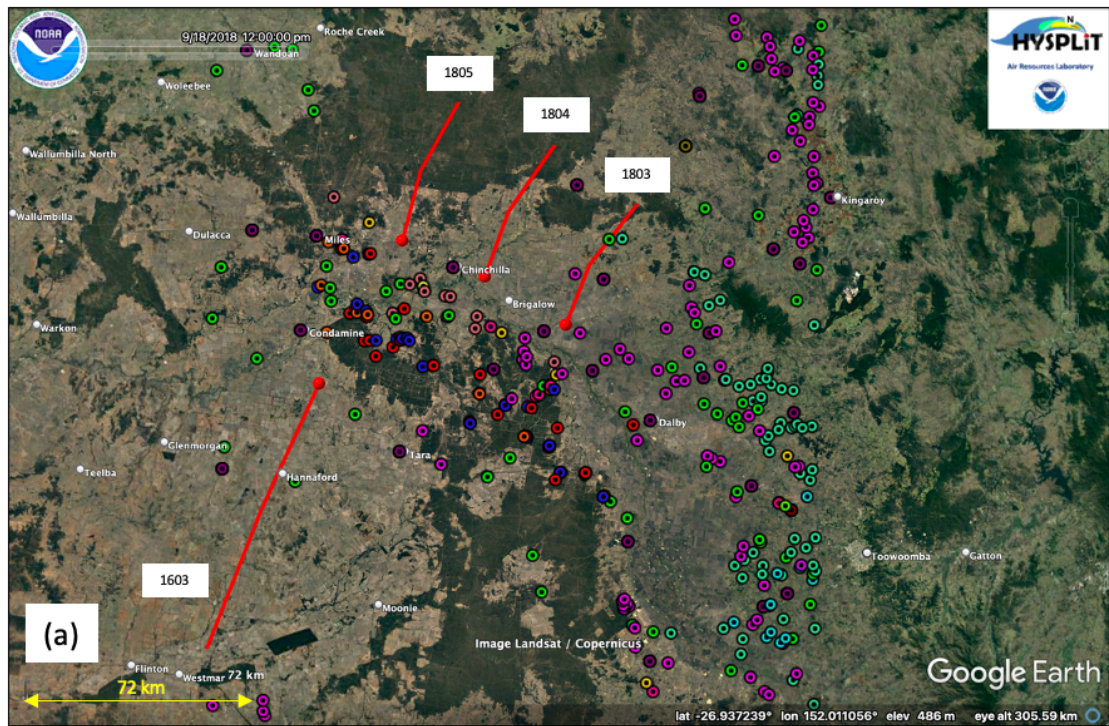 NOAA
9/18/2018 12:00:00 pm
Roche Creek
N
HYSPLIT
Air Resources Laboratory
Wandoan
1805
Woleebee
1804
Wallumbilla North
1803
Kingaroy
Wallumbilla
Dulacca
Miles
Chinchilla
Brigalow
Warkon
Condamine
Dalby
Glenmorgan
Tara
Teelba
Hannaford
Toowoomba
Gatton
1603
Moonie
(a)
Image Landsat / Copernicus
Flinton
Westmar 72 km
72 km
Google Earth
lat -26.937239° lon 152.011056° elev 486 m eye alt 305.59 km